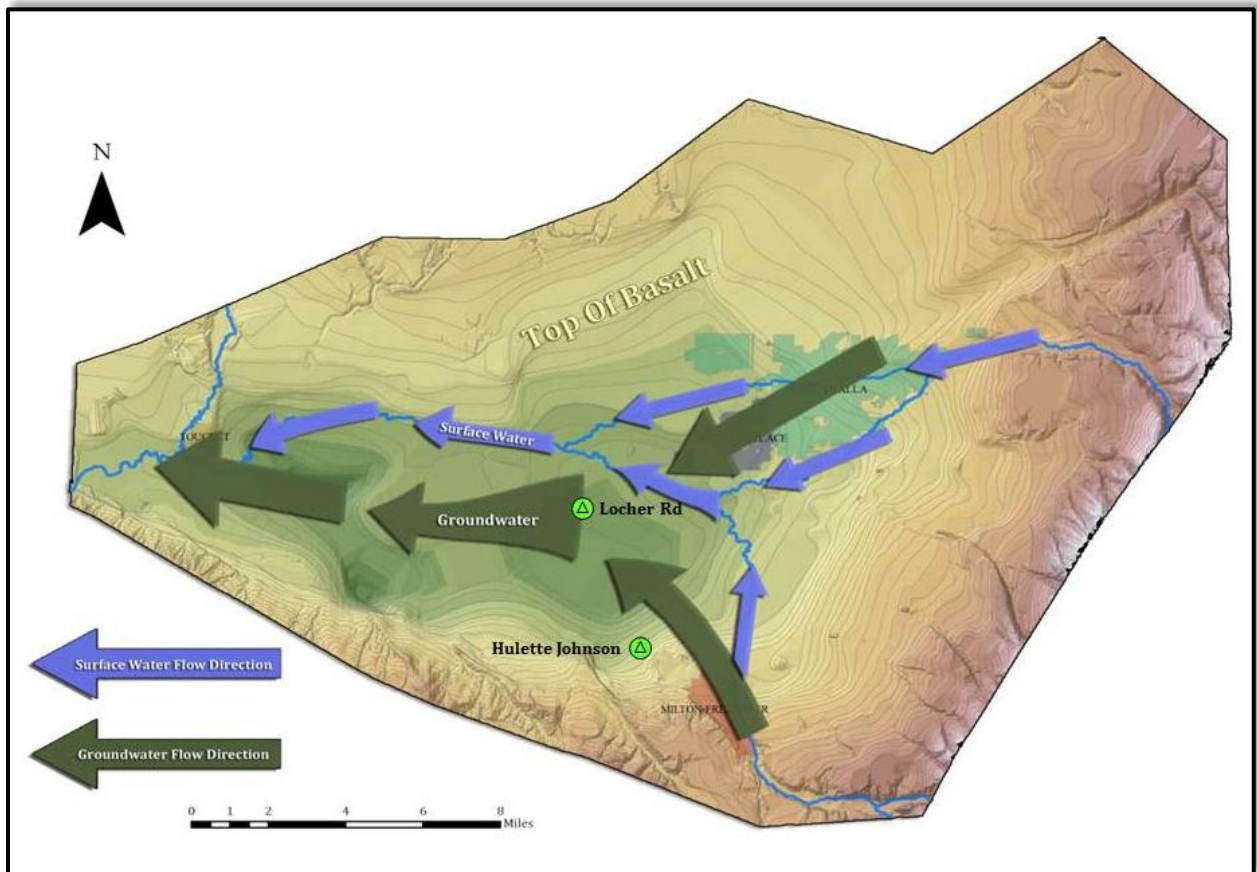 N
Top Of Basalt
Surface Water
Locher Rd
Groundwater
Hulette Johnson
Surface Water Flow Direction
Groundwater Flow Direction
0 1 2 4 6 8
Miles